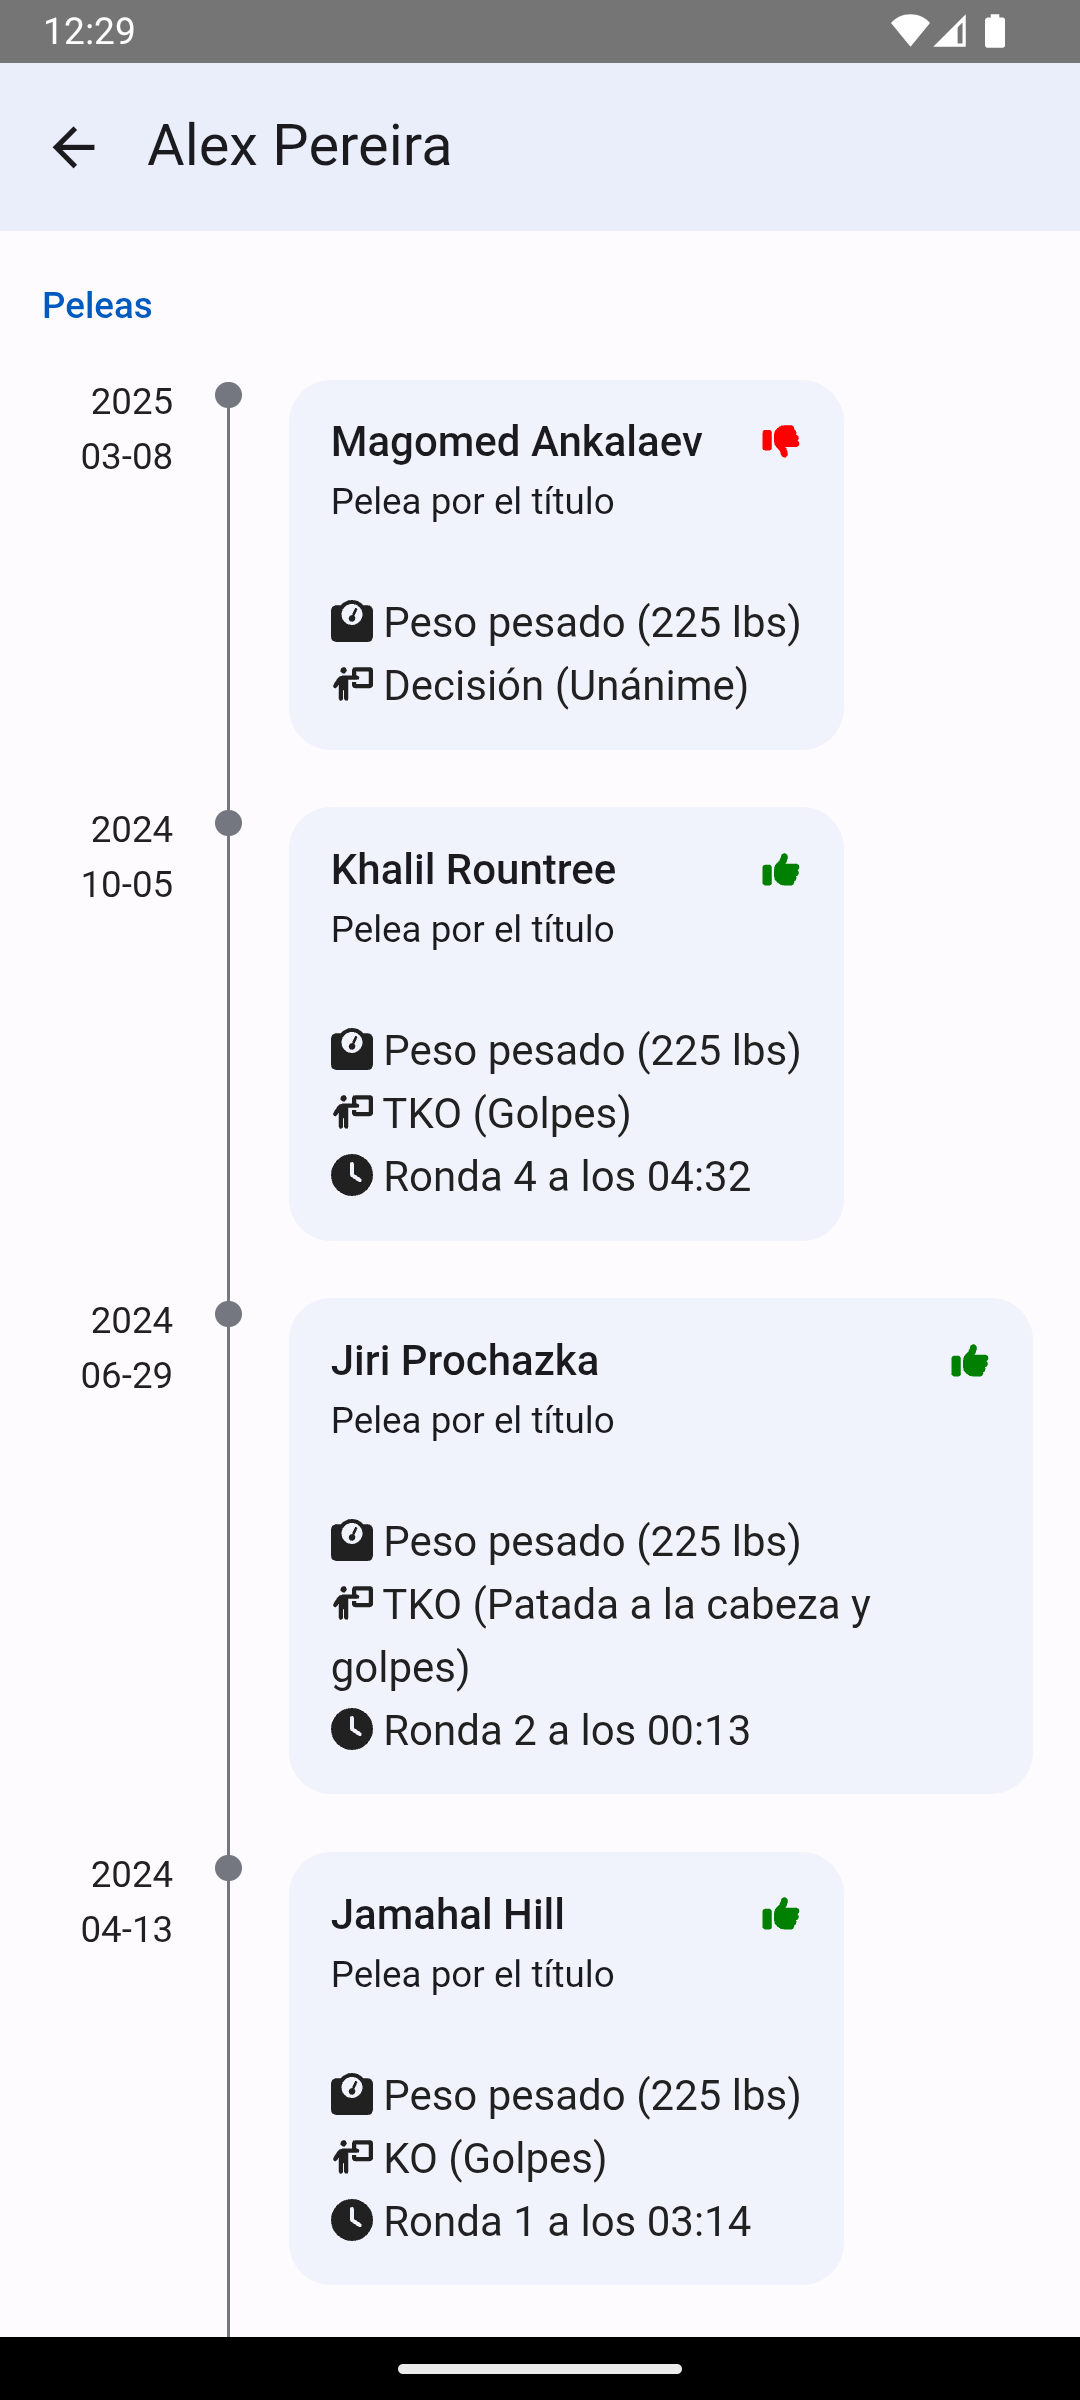 12:29
Alex Pereira
Peleas
2025
03-08
Magomed Ankalaev
Pelea por el título
Peso pesado (225 lbs)
Decisión (Unánime)
2024
10-05
Khalil Rountree
Pelea por el título
Peso pesado (225 lbs)
TKO (Golpes)
Ronda 4 a los 04:32
2024
06-29
Jiri Prochazka
Pelea por el título
Peso pesado (225 lbs)
TKO (Patada a la cabeza y
golpes)
Ronda 2 a los 00:13
2024
04-13
Jamahal Hill
Pelea por el título
Peso pesado (225 lbs)
KO (Golpes)
Ronda 1 a los 03:14